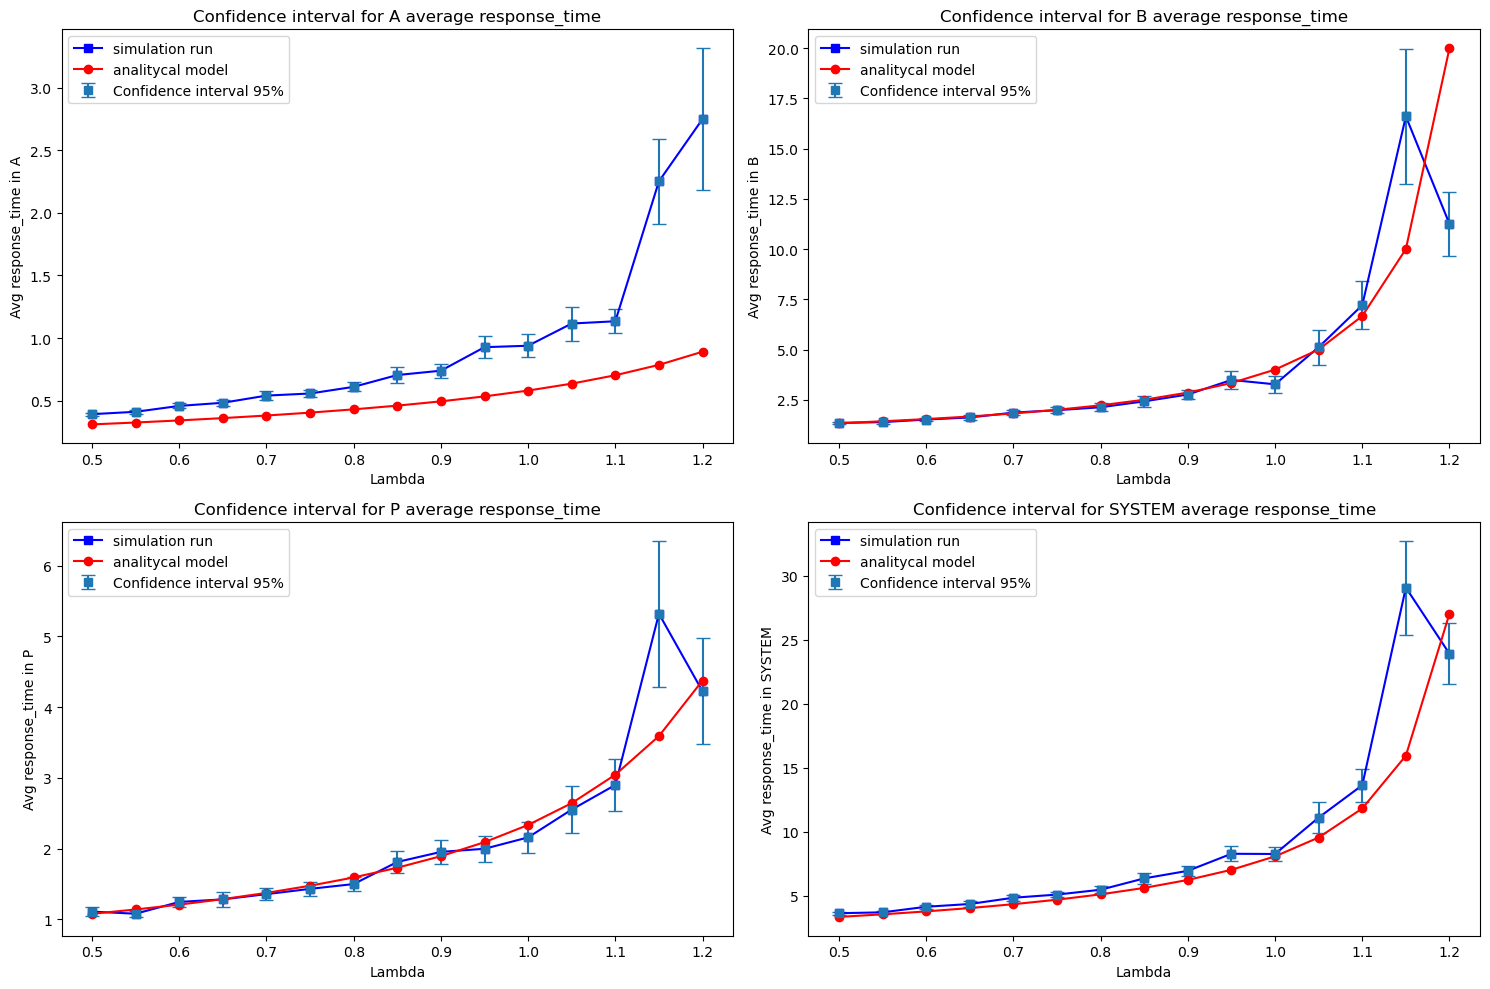 Confidence interval for A average response_time
simulation run
analitycal model
Confidence interval 95%
Avg response_time in A
3.0
2.5
2.0
1.5
1.0
0.5
0.5 0.6 0.7 0.8 0.9 1.0 1.1 1.2
Lambda
Confidence interval for B average response_time
simulation run
analitycal model
Confidence interval 95%
Avg response_time in B
20.0
17.5
15.0
12.5
10.0
7.5
5.0
2.5
0.5 0.6 0.7 0.8 0.9 1.0 1.1 1.2
Lambda
Confidence interval for P average response_time
simulation run
analitycal model
Confidence interval 95%
Avg response_time in P
6
5
4
3
2
1
0.5 0.6 0.7 0.8 0.9 1.0 1.1 1.2
Lambda
Confidence interval for SYSTEM average response_time
simulation run
analitycal model
Confidence interval 95%
Avg response_time in SYSTEM
30
25
20
15
10
5
0.5 0.6 0.7 0.8 0.9 1.0 1.1 1.2
Lambda